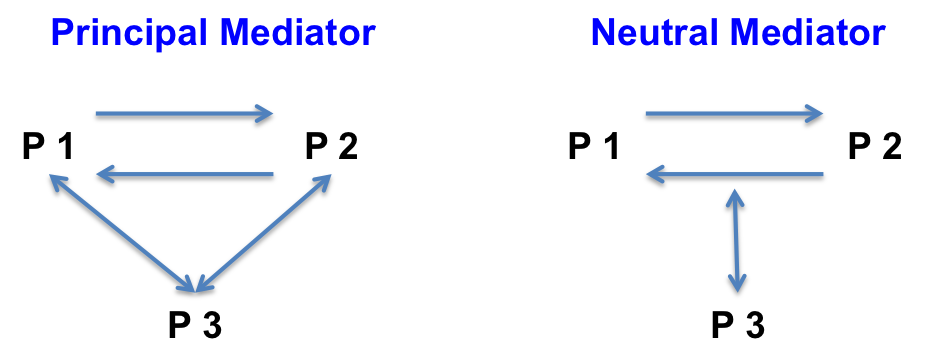 Principal Mediator
Neutral Mediator
P 1
P 2
P 1
P 2
P 3
P 3